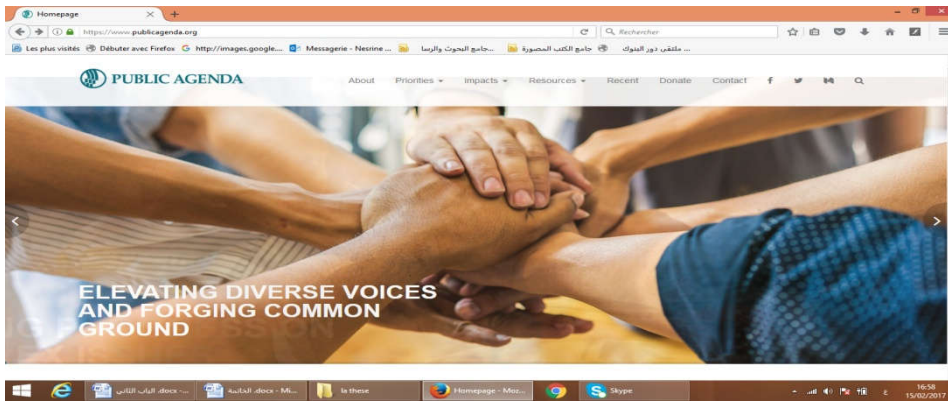 Homepage
https://www.publicagenda.org
Rechercher
Les plus visités Débuter avec Firefox http://images.google.... Messagerie - Nesrine ... جامع البحوث والرسا... جامع الكتب المصورة ملتقى دور البنوك ...
PUBLIC AGENDA
About Priorities Impacts Resources Recent Donate Contact
ELEVATING DIVERSE VOICES
AND FORGING COMMON
GROUND
الباب الثاني.docx - ... الخاتمة.docx - Mi... la these Homepage - Moz... Skype
ع 16:58
15/02/2017